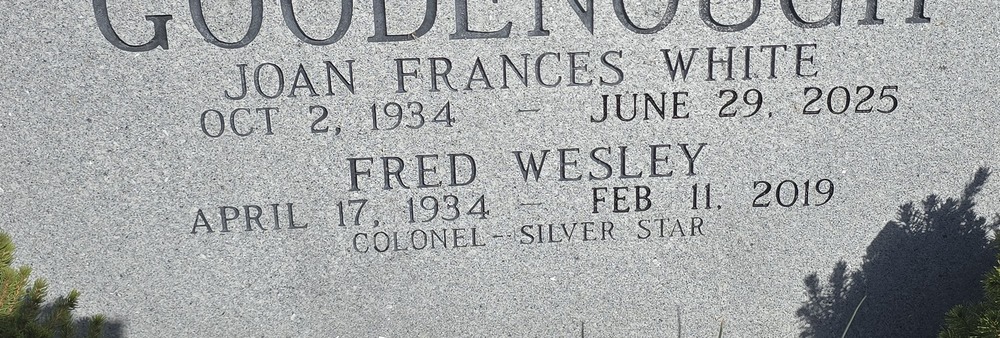 GOODENOUGH
JOAN FRANCES WHITE
OCT 2, 1934 – JUNE 29, 2025
FRED WESLEY
APRIL 17, 1934 – FEB 11, 2019
COLONEL--SILVER STAR